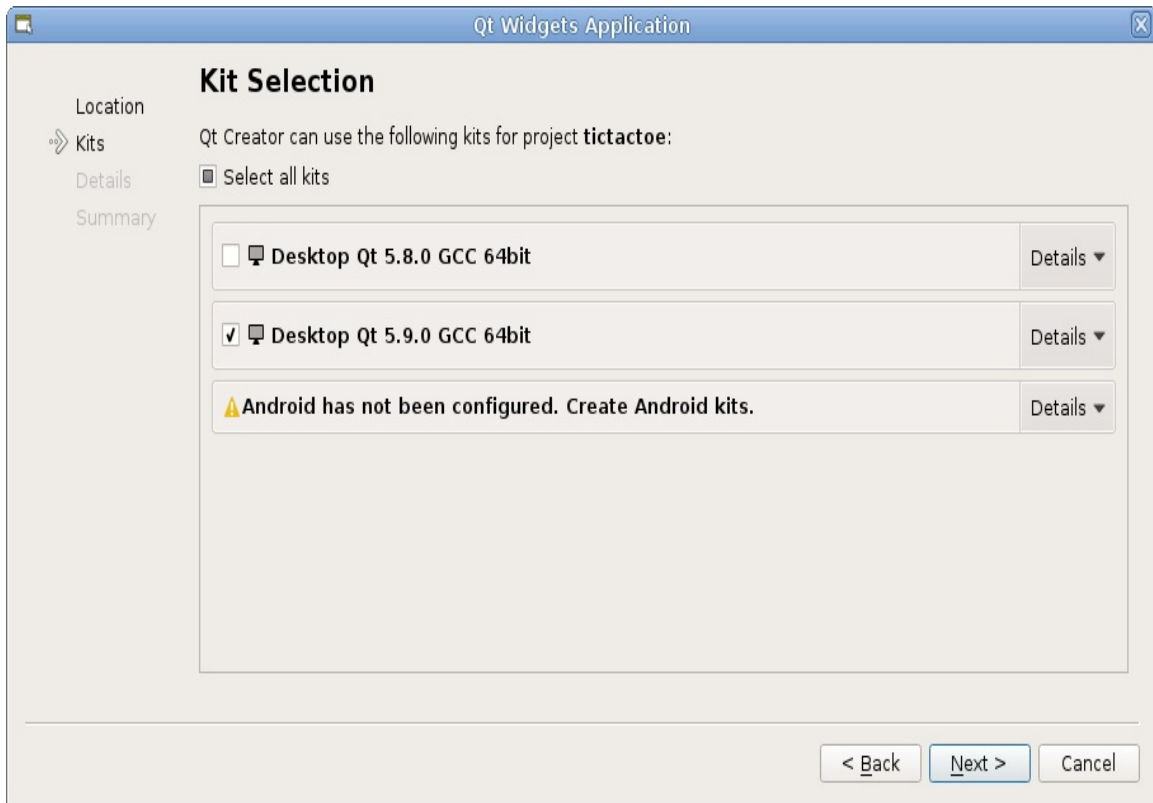 Qt Widgets Application
Location
Kits
Details
Summary
Kit Selection
Qt Creator can use the following kits for project tictactoe:
Select all kits
Desktop Qt 5.8.0 GCC 64bit
Details
Desktop Qt 5.9.0 GCC 64bit
Details
Android has not been configured. Create Android kits.
Details
< Back
Next >
Cancel